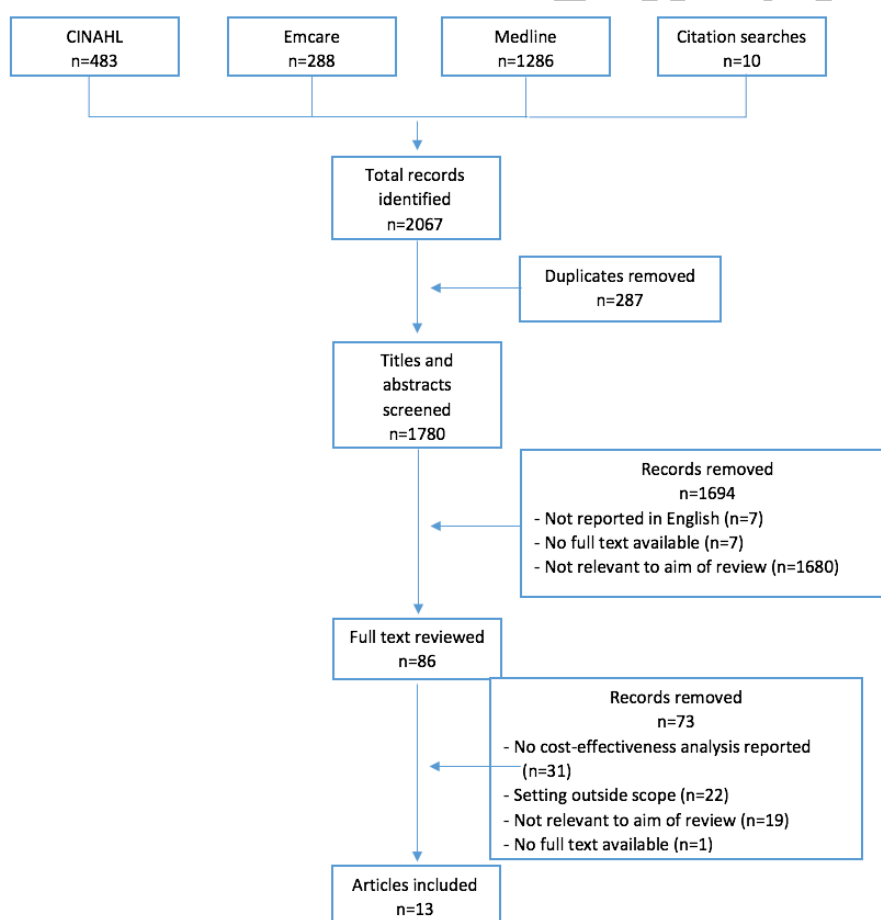 CINAHL
n=483
Emcare
n=288
Medline
n=1286
Citation searches
n=10
Total records
identified
n=2067
Duplicates removed
n=287
Titles and
abstracts
screened
n=1780
Records removed
n=1694
- Not reported in English (n=7)
- No full text available (n=7)
- Not relevant to aim of review (n=1680)
Full text reviewed
n=86
Records removed
n=73
- No cost-effectiveness analysis reported
(n=31)
- Setting outside scope (n=22)
- Not relevant to aim of review (n=19)
- No full text available (n=1)
Articles included
n=13